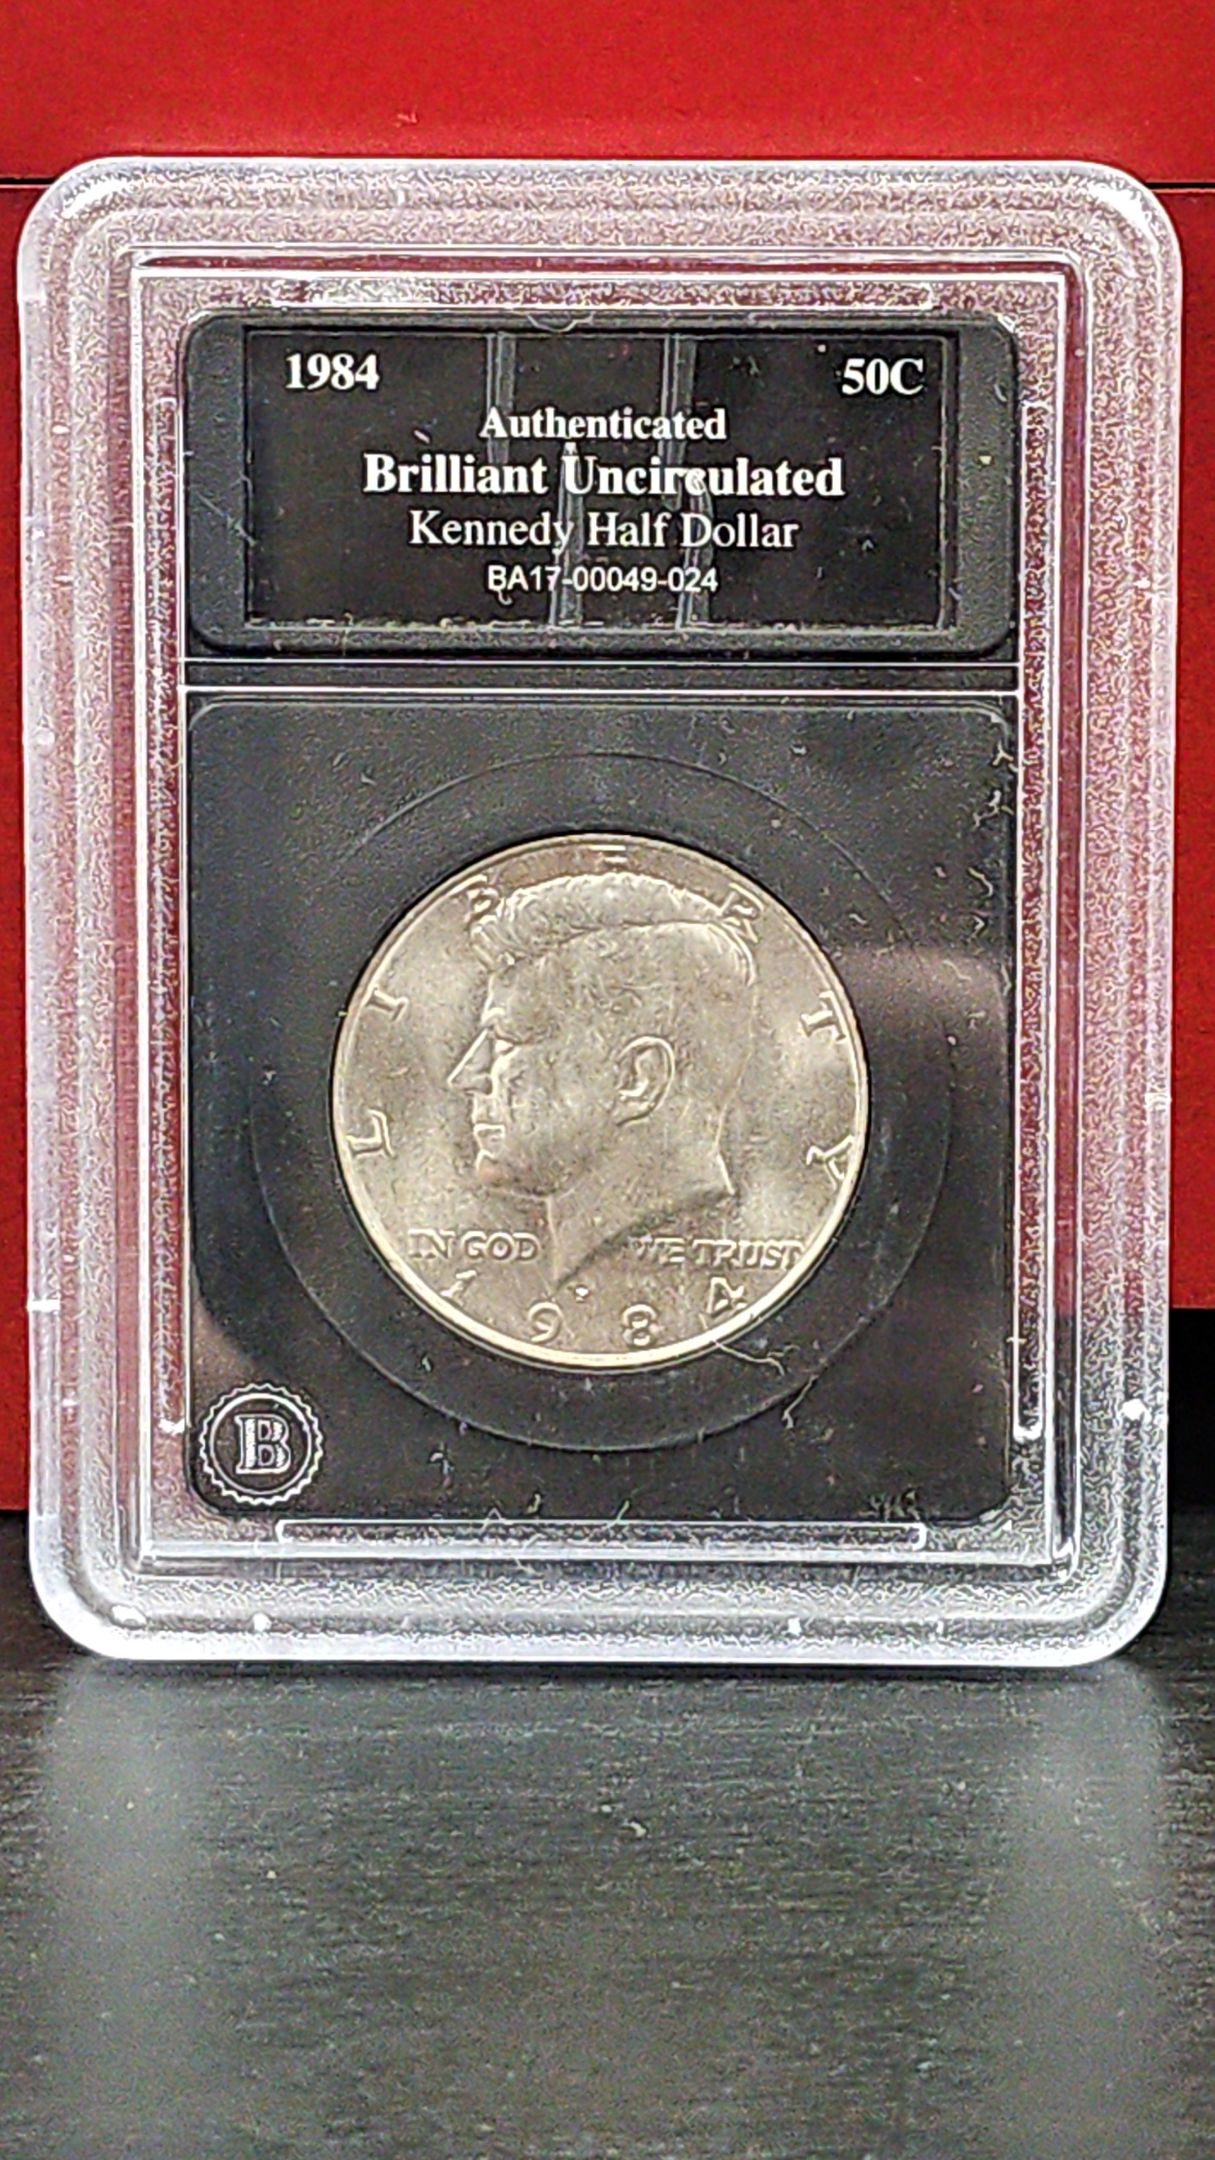 1984 50C
Authenticated
Brilliant Uncirculated
Kennedy Half Dollar
BA17-00049-024
LIBERTY
IN GOD WE TRUST
1984
B